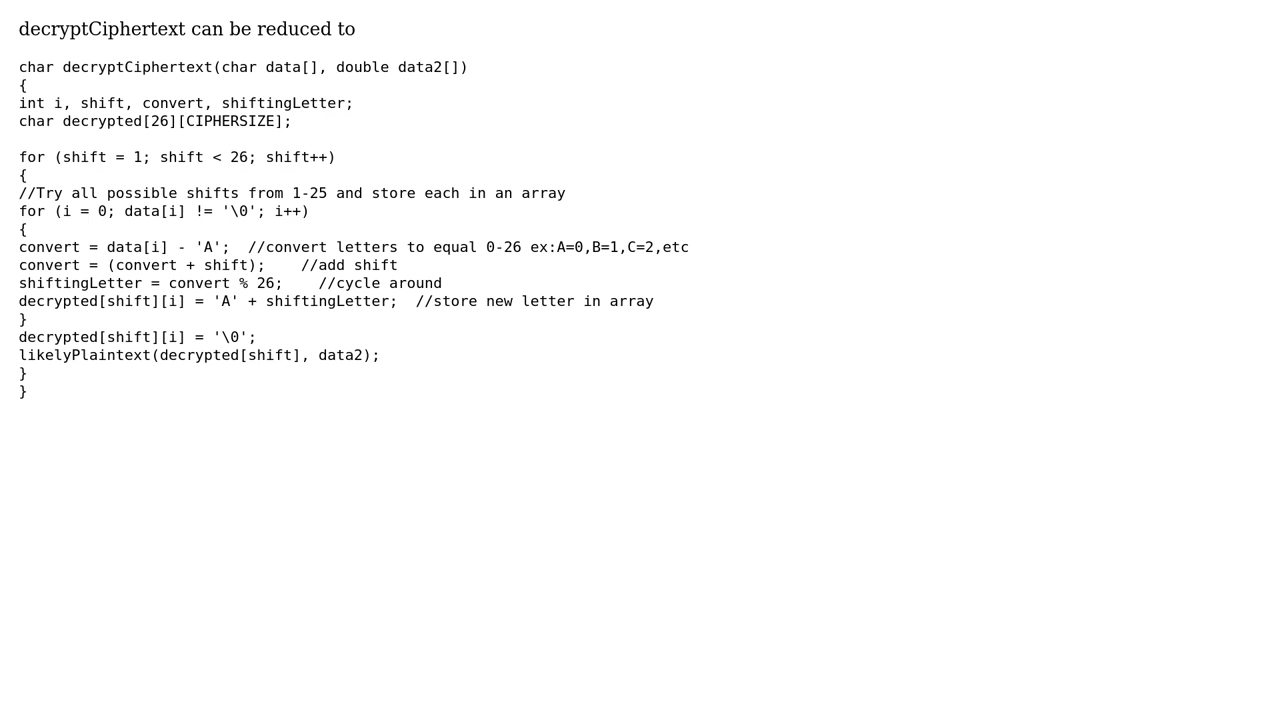 decryptCiphertext can be reduced to
char decryptCiphertext(char data[], double data2[])
{
int i, shift, convert, shiftingLetter;
char decrypted[26][CIPHERSIZE];
for (shift = 1; shift < 26; shift++)
{
//Try all possible shifts from 1-25 and store each in an array
for (i = 0; data[i] != '\0'; i++)
{
convert = data[i] - 'A';  //convert letters to equal 0-26 ex:A=0,B=1,C=2,etc
convert = (convert + shift);    //add shift
shiftingLetter = convert % 26;    //cycle around
decrypted[shift][i] = 'A' + shiftingLetter;  //store new letter in array
}
decrypted[shift][i] = '\0';
likelyPlaintext(decrypted[shift], data2);
}
}